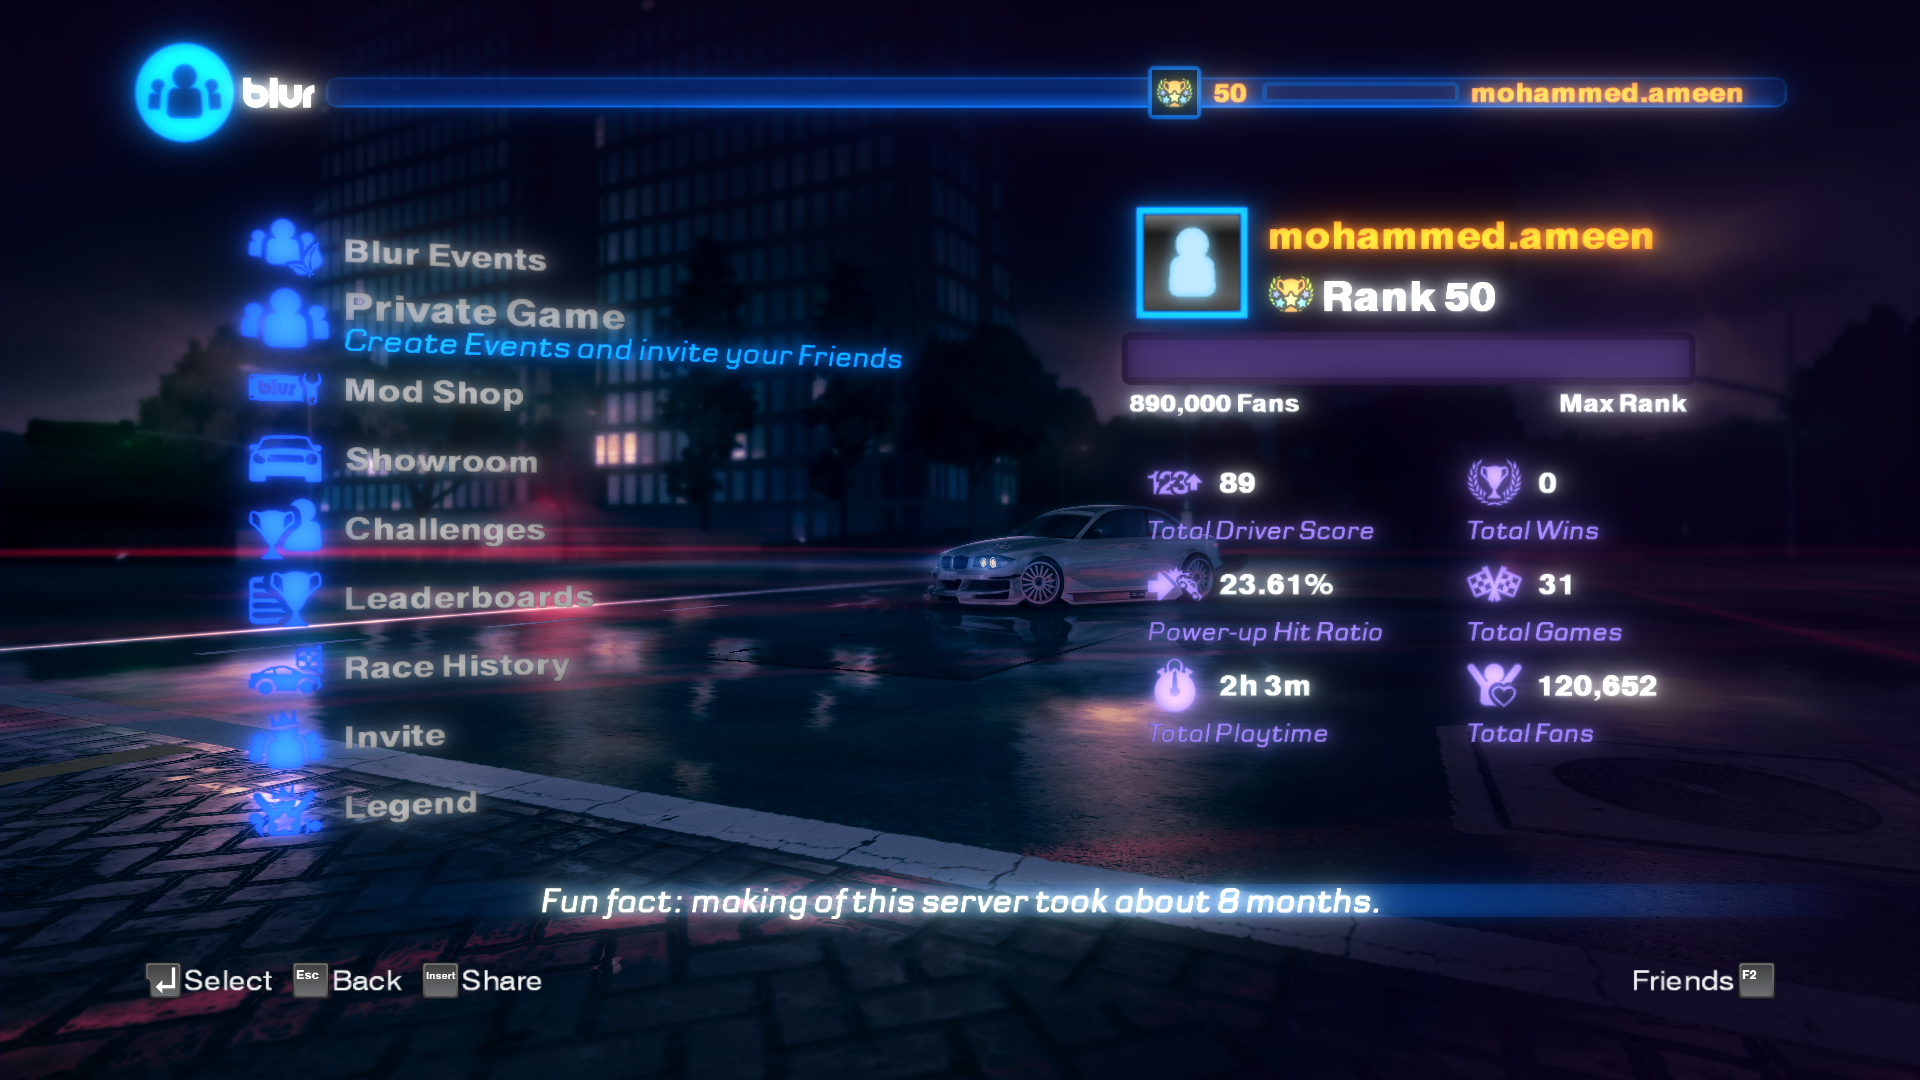 blur
50
mohammed.ameen
Blur Events
Private Game
Create Events and invite your Friends
blur
Mod Shop
Showroom
Challenges
Leaderboards
Race History
Invite
Legend
mohammed.ameen
Rank 50
890,000 Fans
Max Rank
123 89
0
Total Driver Score
Total Wins
23.61%
31
Power-up Hit Ratio
Total Games
2h 3m
120,652
Total Playtime
Total Fans
Fun fact: making of this server took about 8 months.
Select
Esc Back
Insert Share
Friends F2